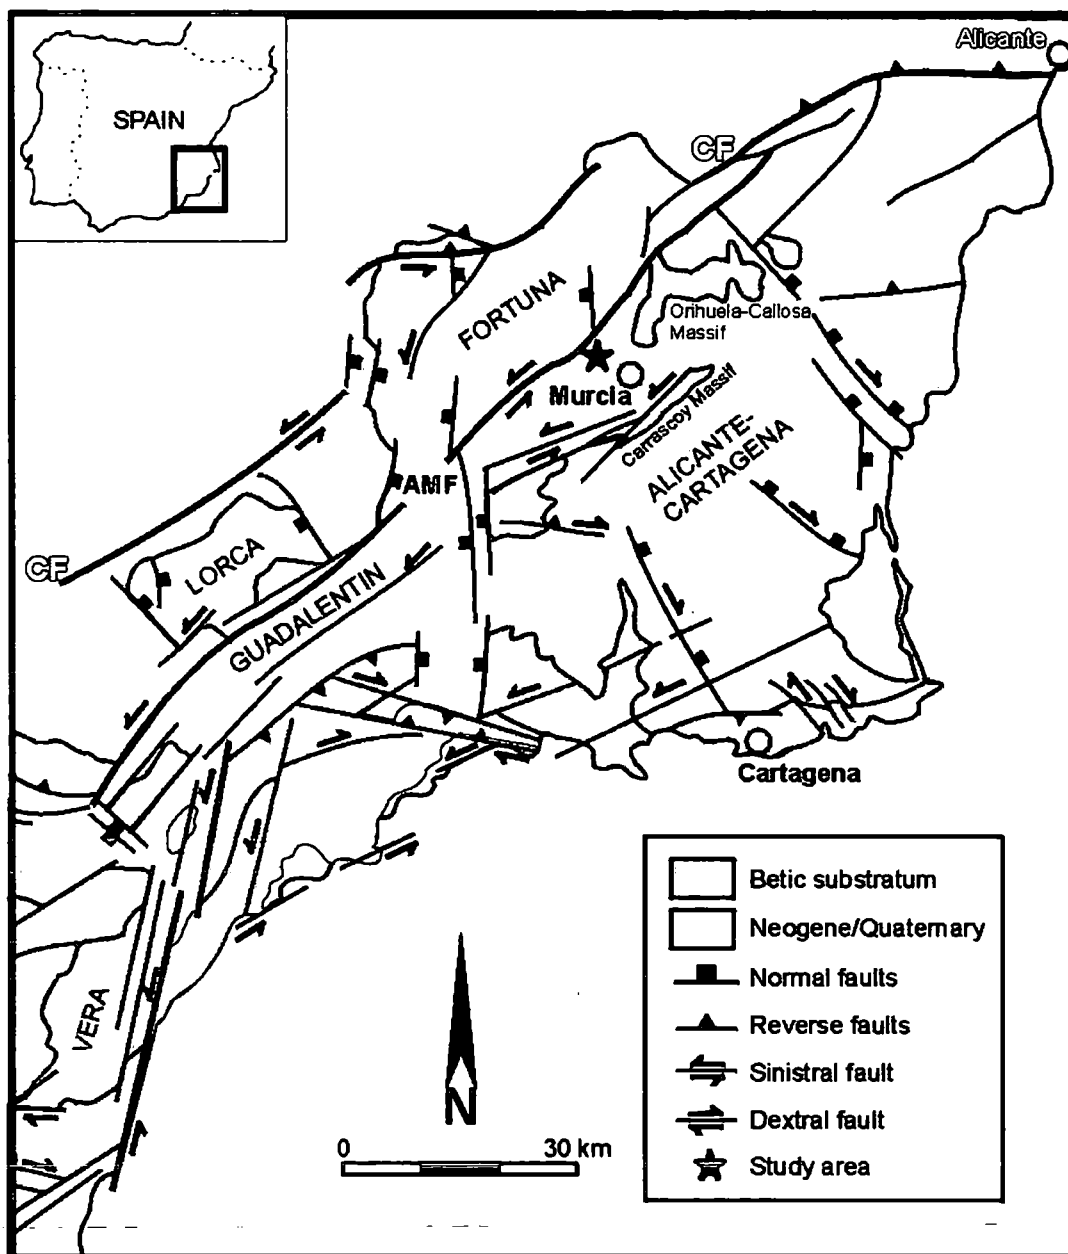 Alicante
SPAIN
CF
FORTUNA
Orihuela-Callosa
Massif
Murcia
Carrascoy Massif
ALICANTE-
CARTAGENA
AMF
CF
LORCA
GUADALENTIN
Cartagena
VERA
N
0 30 km
Betic substratum
Neogene/Quaternary
Normal faults
Reverse faults
Sinistral fault
Dextral fault
Study area